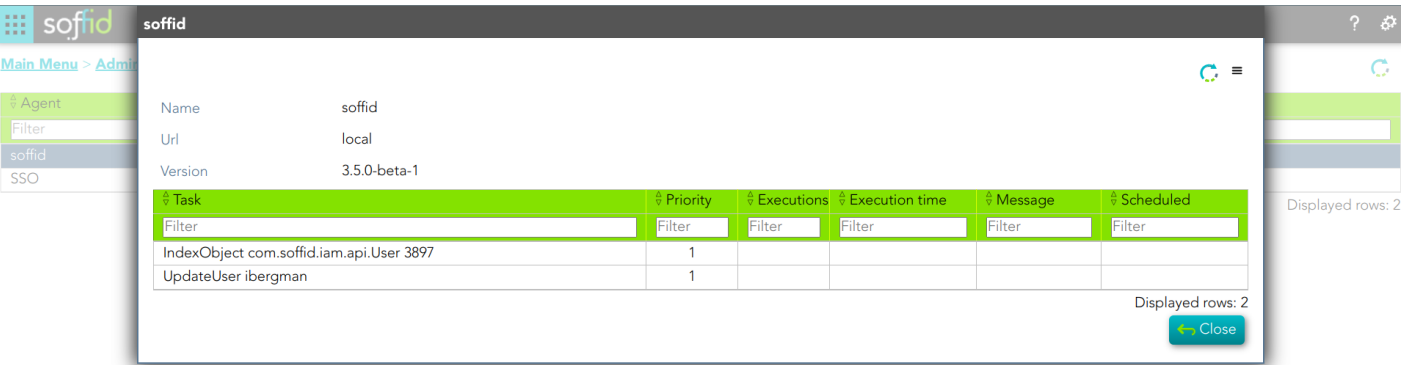 soffid
soffid
?
Main Menu > Admin
Name soffid
Url local
Version 3.5.0-beta-1
Agent
Filter
soffid
SSO
Task Priority Executions Execution time Message Scheduled
Filter Filter Filter Filter Filter Filter
IndexObject com.soffid.iam.api.User 3897 1
UpdateUser ibergman 1
Displayed rows: 2
Displayed rows: 2
Close